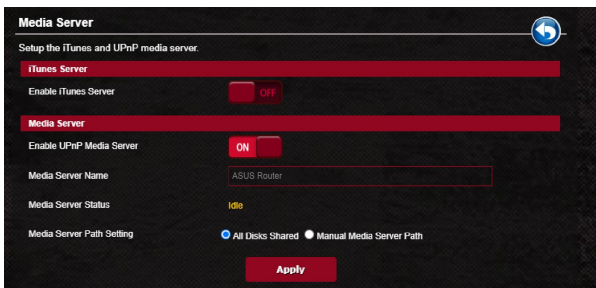 Media Server
Setup the iTunes and UPnP media server.
iTunes Server
Enable iTunes Server OFF
Media Server
Enable UPnP Media Server ON
Media Server Name ASUS Router
Media Server Status Idle
Media Server Path Setting All Disks Shared Manual Media Server Path
Apply